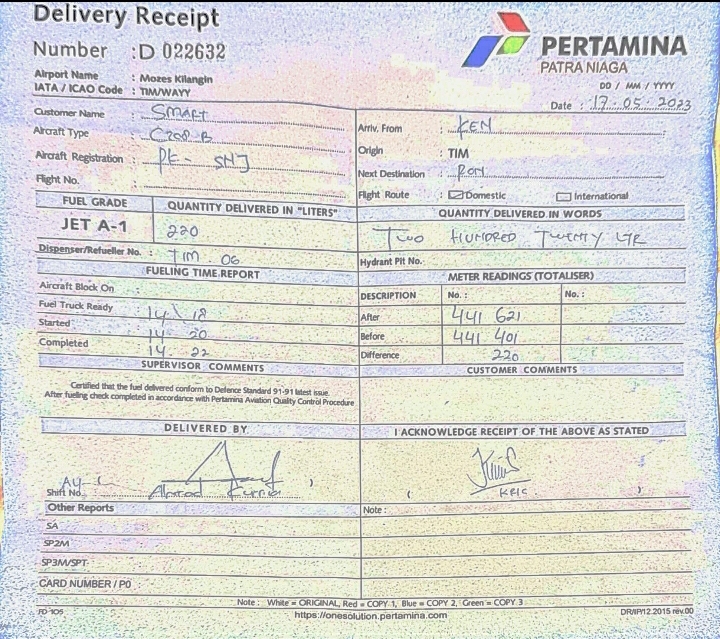 Delivery Receipt
Number : D 022632
PERTAMINA
PATRA NIAGA
Airport Name : Mozes Kilangin
IATA / ICAO Code : TIM/WAYY
DD / MM / YYYY
Date : 17 . 05 . 2023
Customer Name : SMART
Aircraft Type : C208 B
Aircraft Registration : PK - SNJ
Flight No. :
Arriv. From : KEN
Origin : TIM
Next Destination :
Flight Route : Domestic International
FUEL GRADE QUANTITY DELIVERED IN "LITERS"
JET A-1 220
QUANTITY DELIVERED IN WORDS
TWO HUNDRED TWENTY LTR
Dispenser/Refueller No. : TIM . 06
Hydrant Pit No.
FUELING TIME REPORT
Aircraft Block On :
Fuel Truck Ready : 14 \ 18
Started : 14 - 20
Completed : 14 - 22
METER READINGS (TOTALISER)
DESCRIPTION No. : No. :
After 441 621
Before 441 401
Difference 220
SUPERVISOR COMMENTS
CUSTOMER COMMENTS
Certified that the fuel delivered conform to Defence Standard 91-91 latest issue.
After fueling check completed in accordance with Pertamina Aviation Quality Control Procedure
DELIVERED BY
I ACKNOWLEDGE RECEIPT OF THE ABOVE AS STATED
Shift No.
Other Reports
Note :
SA
SP2M
SP3M/SPT
CARD NUMBER / PO :
Note : White = ORIGINAL, Red = COPY 1, Blue = COPY 2, Green = COPY 3
FD 105
https://onesolution.pertamina.com
DR/IPI12.2015 rev.00